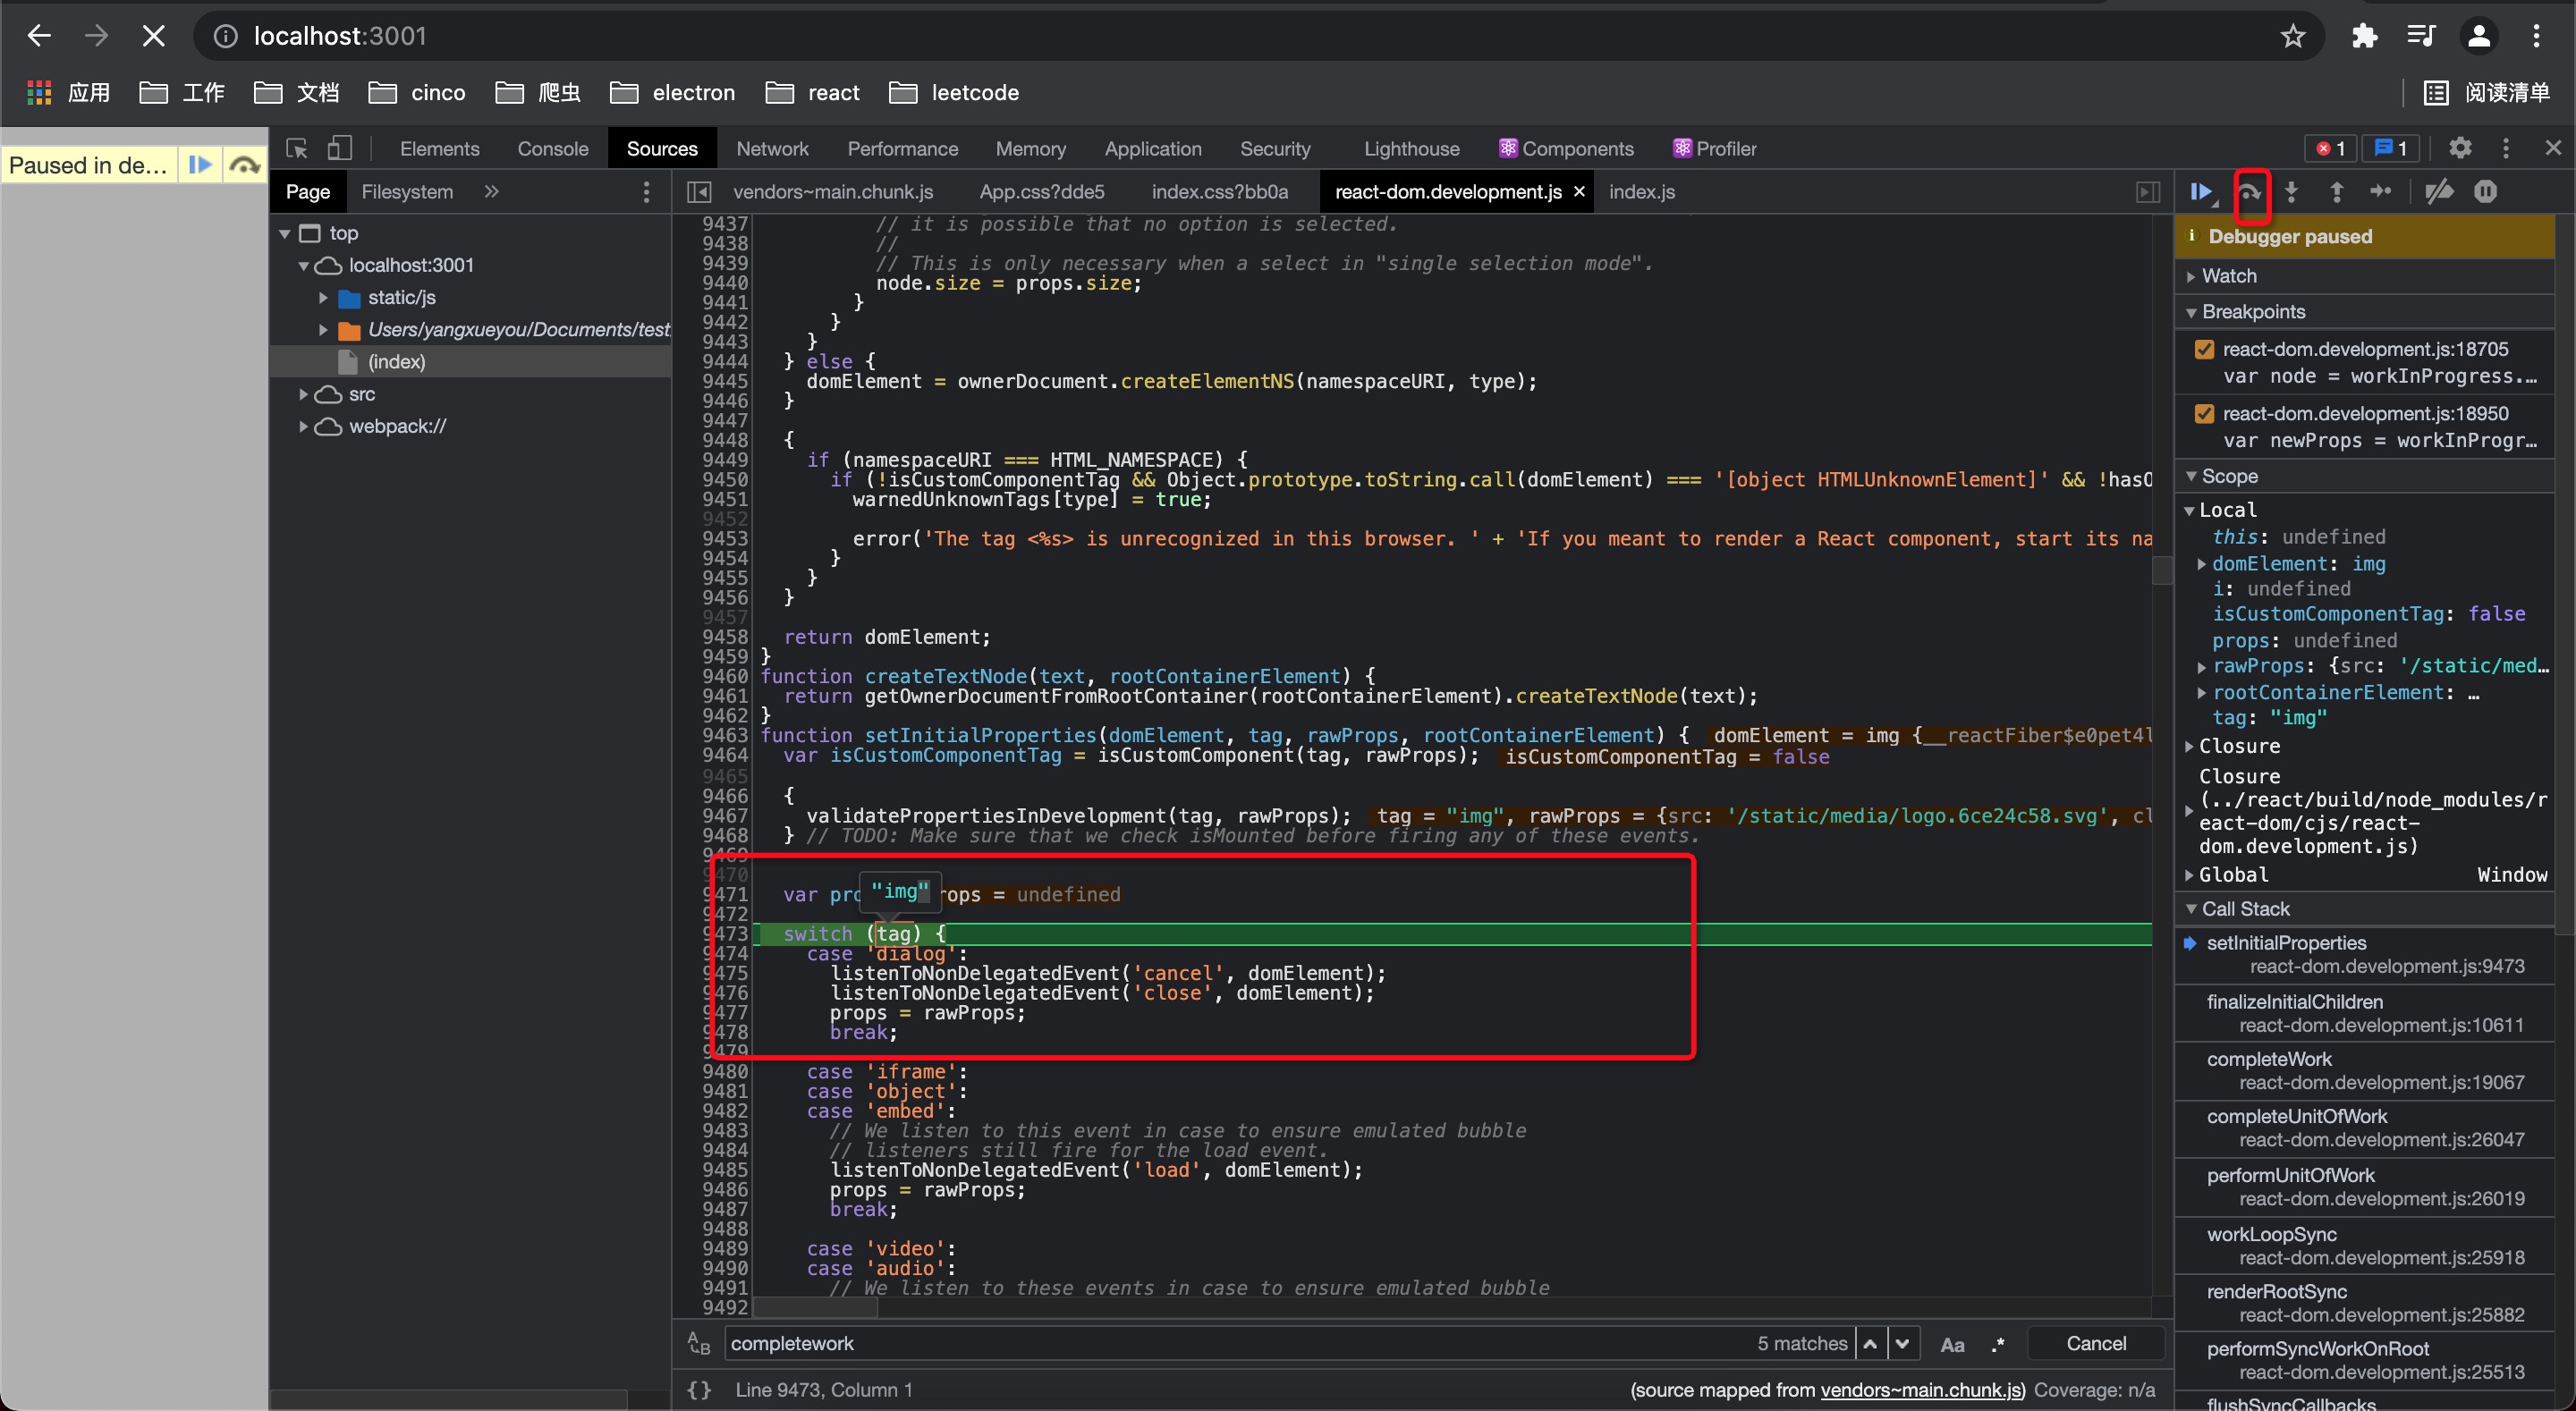 localhost:3001
应用 工作 文档 cinco 爬虫 electron react leetcode 阅读清单
Paused in de…
Elements Console Sources Network Performance Memory Application Security Lighthouse Components Profiler 1 1
Page Filesystem »
vendors~main.chunk.js App.css?dde5 index.css?bb0a react-dom.development.js × index.js
top
localhost:3001
static/js
Users/yangxueyou/Documents/test
(index)
src
webpack://
9437 // it is possible that no option is selected.
9438 //
9439 // This is only necessary when a select in "single selection mode".
9440 node.size = props.size;
9441 }
9442 }
9443 }
9444 } else {
9445 domElement = ownerDocument.createElementNS(namespaceURI, type);
9446 }
9447
9448 {
9449 if (namespaceURI === HTML_NAMESPACE) {
9450 if (!isCustomComponentTag && Object.prototype.toString.call(domElement) === '[object HTMLUnknownElement]' && !hasO
9451 warnedUnknownTags[type] = true;
9452
9453 error('The tag <%s> is unrecognized in this browser. ' + 'If you meant to render a React component, start its na
9454 }
9455 }
9456 }
9457
9458 return domElement;
9459 }
9460 function createTextNode(text, rootContainerElement) {
9461 return getOwnerDocumentFromRootContainer(rootContainerElement).createTextNode(text);
9462 }
9463 function setInitialProperties(domElement, tag, rawProps, rootContainerElement) { domElement = img {__reactFiber$e0pet4l
9464 var isCustomComponentTag = isCustomComponent(tag, rawProps); isCustomComponentTag = false
9465
9466 {
9467 validatePropertiesInDevelopment(tag, rawProps); tag = "img", rawProps = {src: '/static/media/logo.6ce24c58.svg', cl
9468 } // TODO: Make sure that we check isMounted before firing any of these events.
9469
9470
"img"
9471 var pro ops = undefined
9472
9473 switch (tag) {
9474 case 'dialog':
9475 listenToNonDelegatedEvent('cancel', domElement);
9476 listenToNonDelegatedEvent('close', domElement);
9477 props = rawProps;
9478 break;
9479
9480 case 'iframe':
9481 case 'object':
9482 case 'embed':
9483 // We listen to this event in case to ensure emulated bubble
9484 // listeners still fire for the load event.
9485 listenToNonDelegatedEvent('load', domElement);
9486 props = rawProps;
9487 break;
9488
9489 case 'video':
9490 case 'audio':
9491 // We listen to these events in case to ensure emulated bubble
9492
completework 5 matches Aa .* Cancel
{} Line 9473, Column 1 (source mapped from vendors~main.chunk.js) Coverage: n/a
Debugger paused
Watch
Breakpoints
react-dom.development.js:18705
var node = workInProgress.…
react-dom.development.js:18950
var newProps = workInProgr…
Scope
Local
this: undefined
domElement: img
i: undefined
isCustomComponentTag: false
props: undefined
rawProps: {src: '/static/med…
rootContainerElement: …
tag: "img"
Closure
Closure
(../react/build/node_modules/r
eact-dom/cjs/react-
dom.development.js)
Global Window
Call Stack
setInitialProperties
react-dom.development.js:9473
finalizeInitialChildren
react-dom.development.js:10611
completeWork
react-dom.development.js:19067
completeUnitOfWork
react-dom.development.js:26047
performUnitOfWork
react-dom.development.js:26019
workLoopSync
react-dom.development.js:25918
renderRootSync
react-dom.development.js:25882
performSyncWorkOnRoot
react-dom.development.js:25513
flushSyncCallbacks